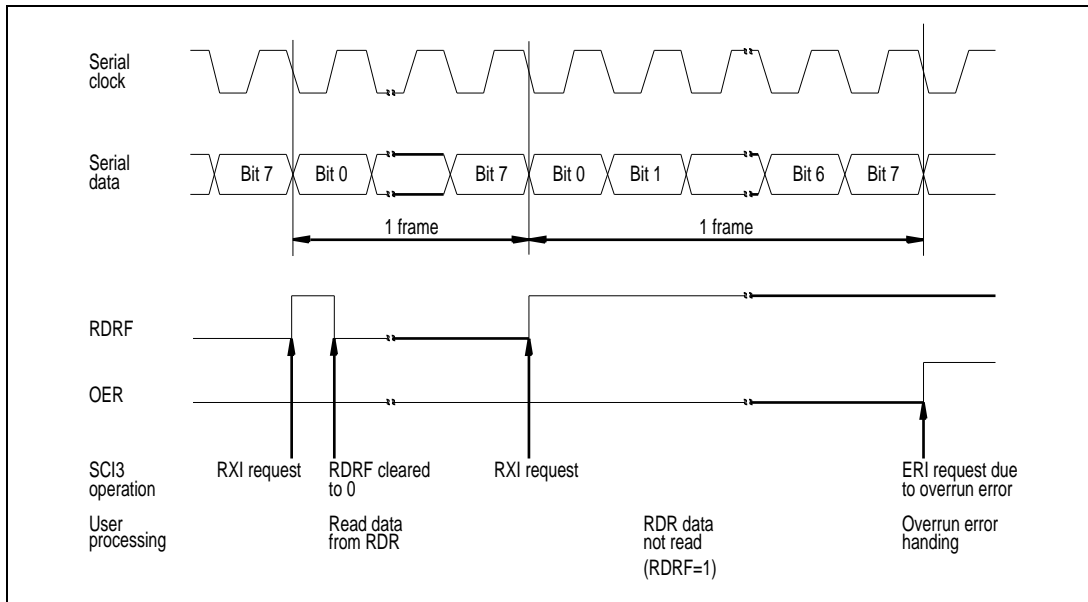 Serial
clock
Serial
data
Bit 7
Bit 0
Bit 7
Bit 0
Bit 1
Bit 6
Bit 7
1 frame
1 frame
RDRF
OER
SCI3
operation
RXI request
RDRF cleared
to 0
RXI request
ERI request due
to overrun error
User
processing
Read data
from RDR
RDR data
not read
(RDRF=1)
Overrun error
handing